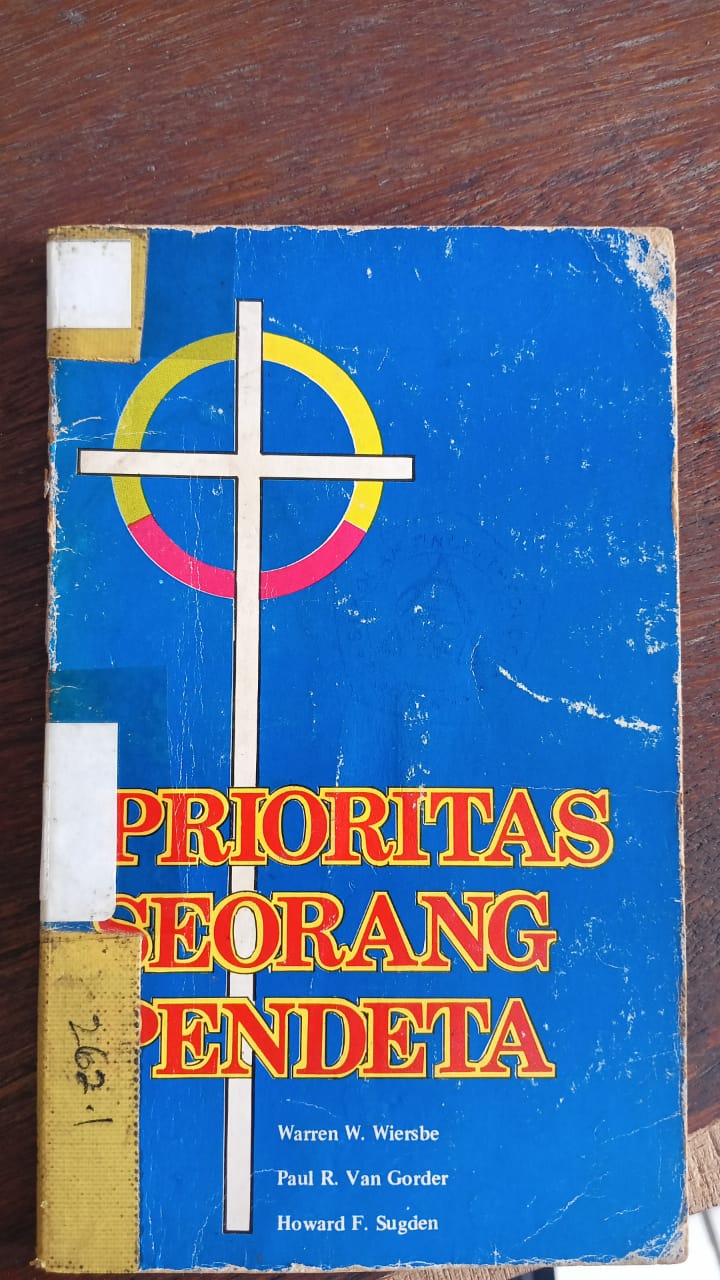 PRIORITAS
SEORANG
PENDETA
Warren W. Wiersbe
Paul R. Van Gorder
Howard F. Sugden
262.1